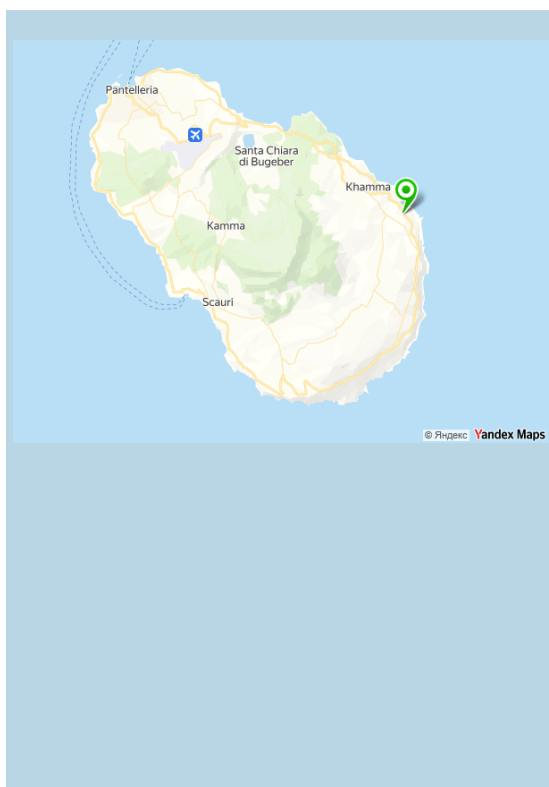 Pantelleria
Santa Chiara
di Bugeber
Khamma
Kamma
Scauri
© Яндекс Yandex Maps